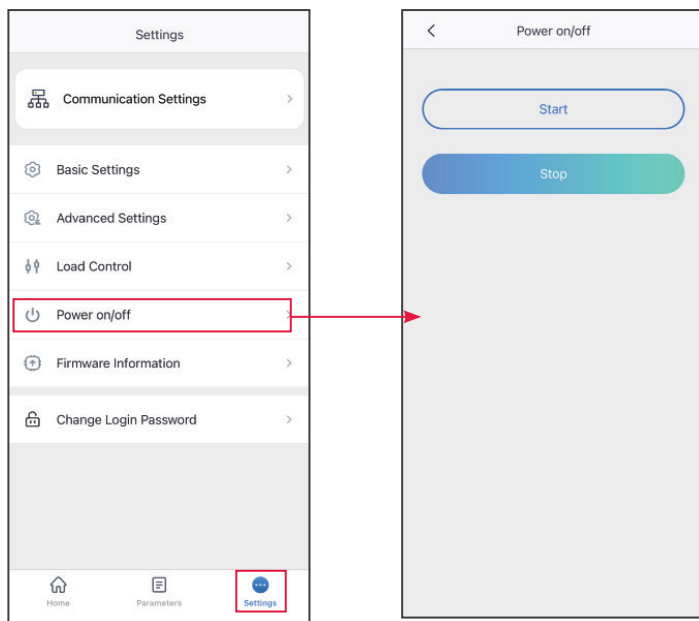 Settings
Communication Settings
Basic Settings
Advanced Settings
Load Control
Power on/off
Firmware Information
Change Login Password
Home
Parameters
Settings
Power on/off
Start
Stop